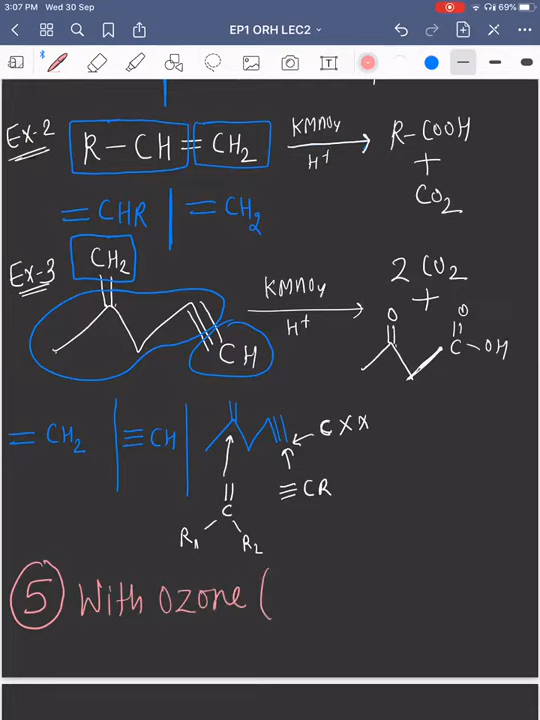 3:07 PM Wed 30 Sep
69%
EP1 ORH LEC2
T
Ex-2
R-CH=CH₂
KMnO₄
H⁺
R-COOH
+
CO₂
=CHR | =CH₂
Ex-3
CH₂
CH
KMnO₄
H⁺
2 CO₂
+
O
O
C-OH
=CH₂ | ≡CH |
C X X
≡CR
C
R₁
R₂
5 With Ozone (